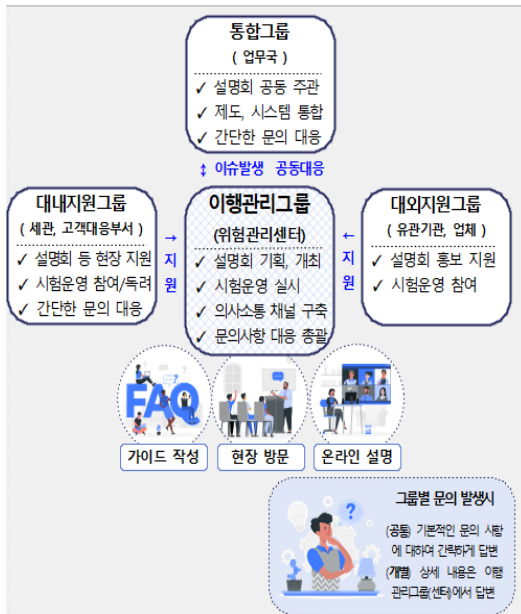 통합그룹
( 업무국 )
✓ 설명회 공동 주관
✓ 제도, 시스템 통합
✓ 간단한 문의 대응
↕ 이슈발생 공동대응
대내지원그룹
( 세관, 고객대응부서 )
✓ 설명회 등 현장 지원
✓ 시험운영 참여/독려
✓ 간단한 문의 대응
→
지
원
이행관리그룹
(위험관리센터)
✓ 설명회 기획, 개최
✓ 시험운영 실시
✓ 의사소통 채널 구축
✓ 문의사항 대응 총괄
←
지
원
대외지원그룹
( 유관기관, 업체 )
✓ 설명회 홍보 지원
✓ 시험운영 참여
FAQ
가이드 작성
현장 방문
온라인 설명
그룹별 문의 발생시
(공통) 기본적인 문의 사항
에 대하여 간략하게 답변
(개별) 상세 내용은 이행
관리그룹(센터)에서 답변